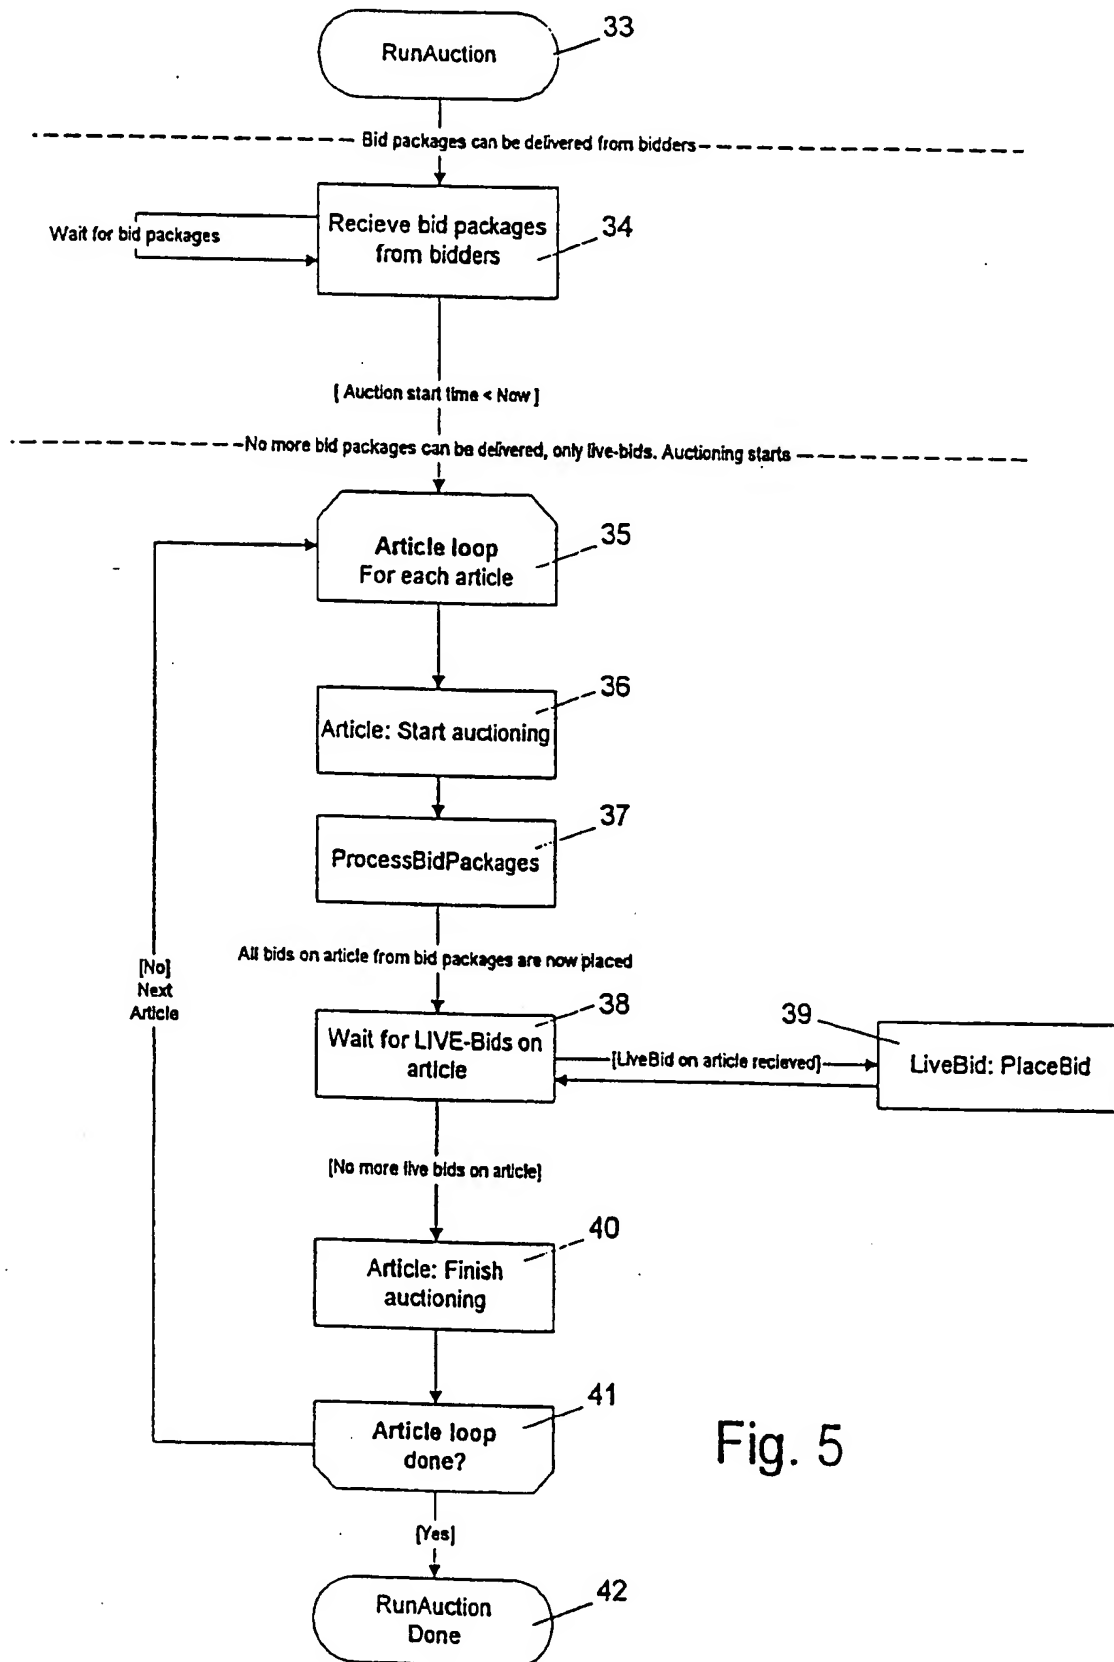 RunAuction
33
Bid packages can be delivered from bidders
Recieve bid packages
from bidders
34
Wait for bid packages
[ Auction start time < Now ]
No more bid packages can be delivered, only live-bids. Auctioning starts
Article loop
For each article
35
36
Article: Start auctioning
37
ProcessBidPackages
All bids on article from bid packages are now placed
[No]
Next
Article
38
Wait for LIVE-Bids on
article
[LiveBid on article recieved]
39
LiveBid: PlaceBid
[No more live bids on article]
40
Article: Finish
auctioning
41
Article loop
done?
Fig. 5
[Yes]
RunAuction
Done
42